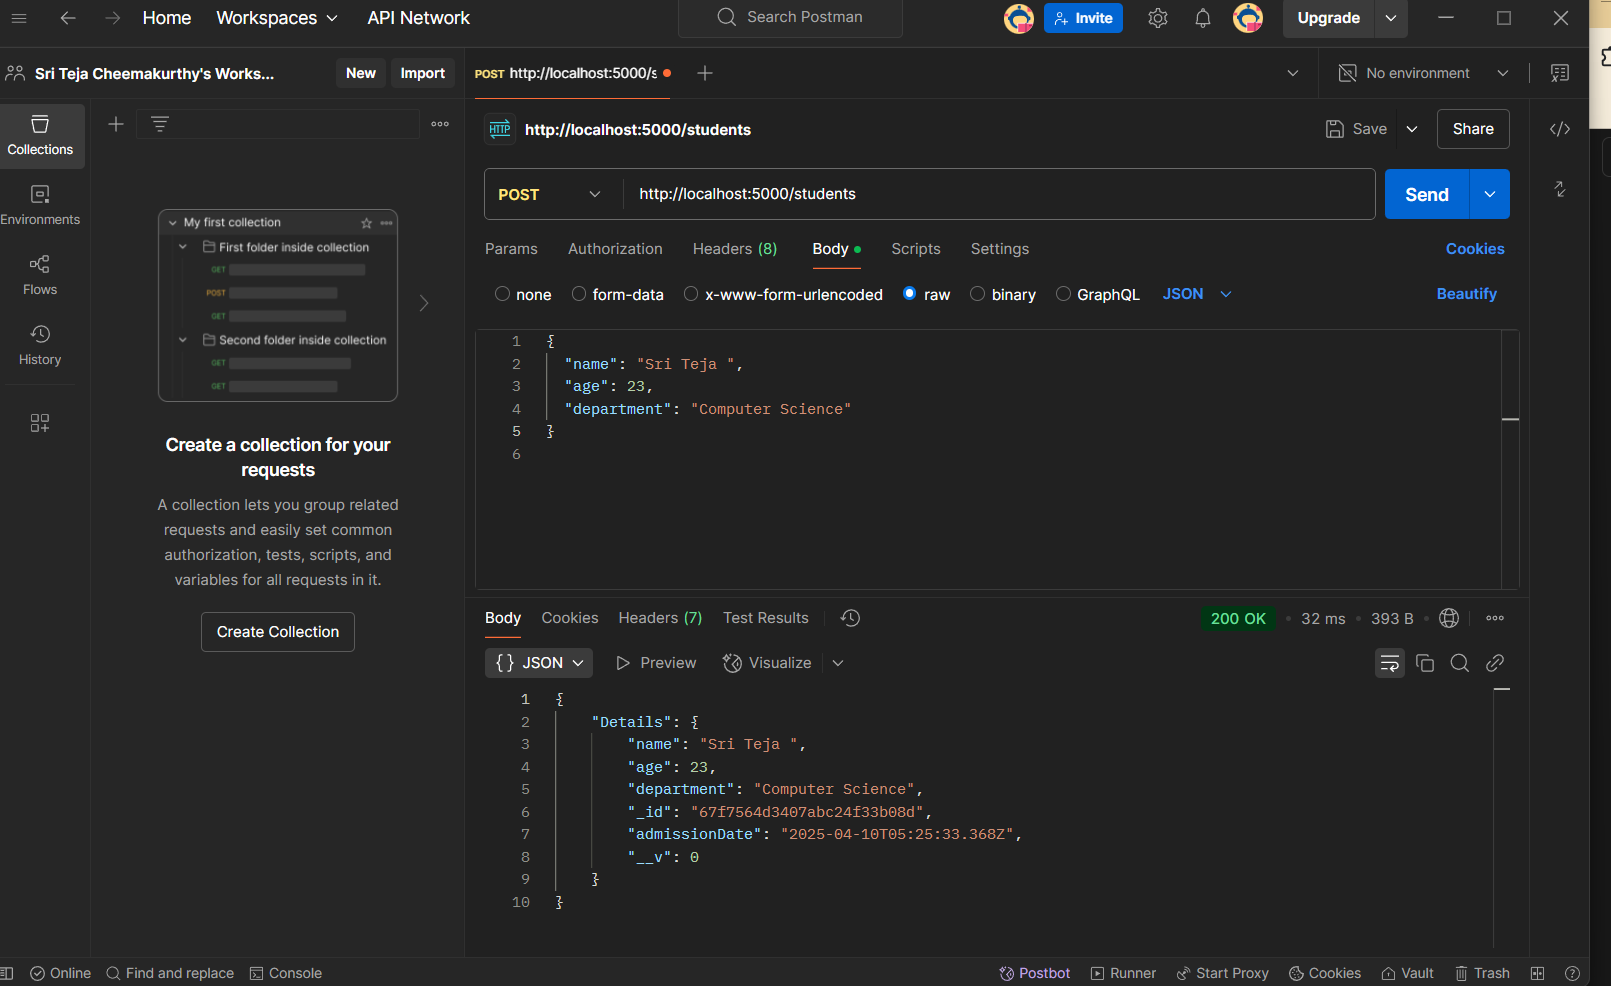 Home Workspaces API Network Search Postman Invite Upgrade
Sri Teja Cheemakurthy's Works... New Import POST http://localhost:5000/s No environment
Collections
Environments
Flows
History
My first collection
First folder inside collection
GET
POST
GET
Second folder inside collection
GET
GET
Create a collection for your
requests
A collection lets you group related
requests and easily set common
authorization, tests, scripts, and
variables for all requests in it.
Create Collection
HTTP http://localhost:5000/students Save Share
POST http://localhost:5000/students Send
Params Authorization Headers (8) Body Scripts Settings Cookies
none form-data x-www-form-urlencoded raw binary GraphQL JSON Beautify
1 {
2 "name": "Sri Teja ",
3 "age": 23,
4 "department": "Computer Science"
5 }
6
Body Cookies Headers (7) Test Results 200 OK • 32 ms • 393 B •
{} JSON Preview Visualize
1 {
2 "Details": {
3 "name": "Sri Teja ",
4 "age": 23,
5 "department": "Computer Science",
6 "_id": "67f7564d3407abc24f33b08d",
7 "admissionDate": "2025-04-10T05:25:33.368Z",
8 "__v": 0
9 }
10 }
Online Find and replace Console Postbot Runner Start Proxy Cookies Vault Trash